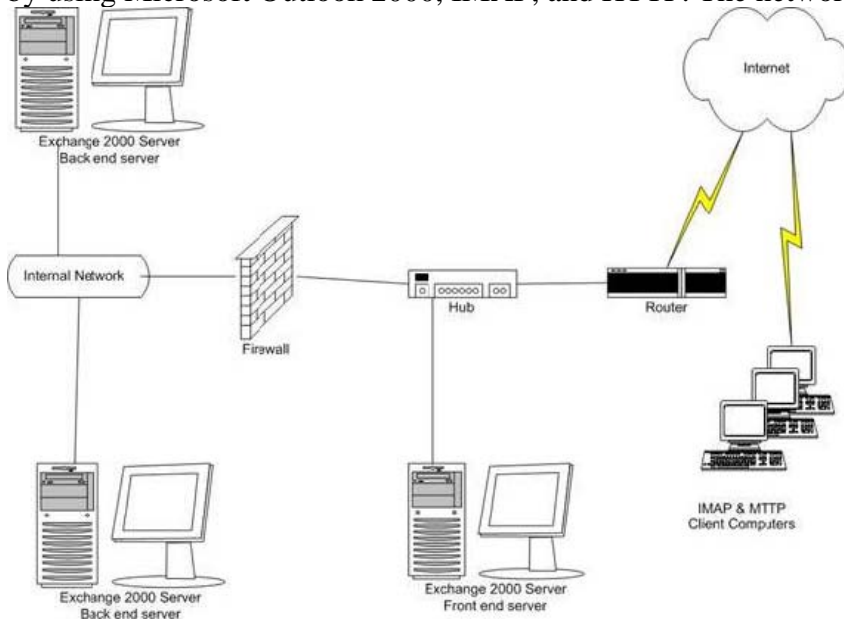 by using Microsoft Outlook 2000, IMAP, and HTTP. The networ
Exchange 2000 Server
Back end server
Internet
Internal Network
Firewall
Hub
Router
Exchange 2000 Server
Back end server
Exchange 2000 Server
Front end server
IMAP & MTTP
Client Computers